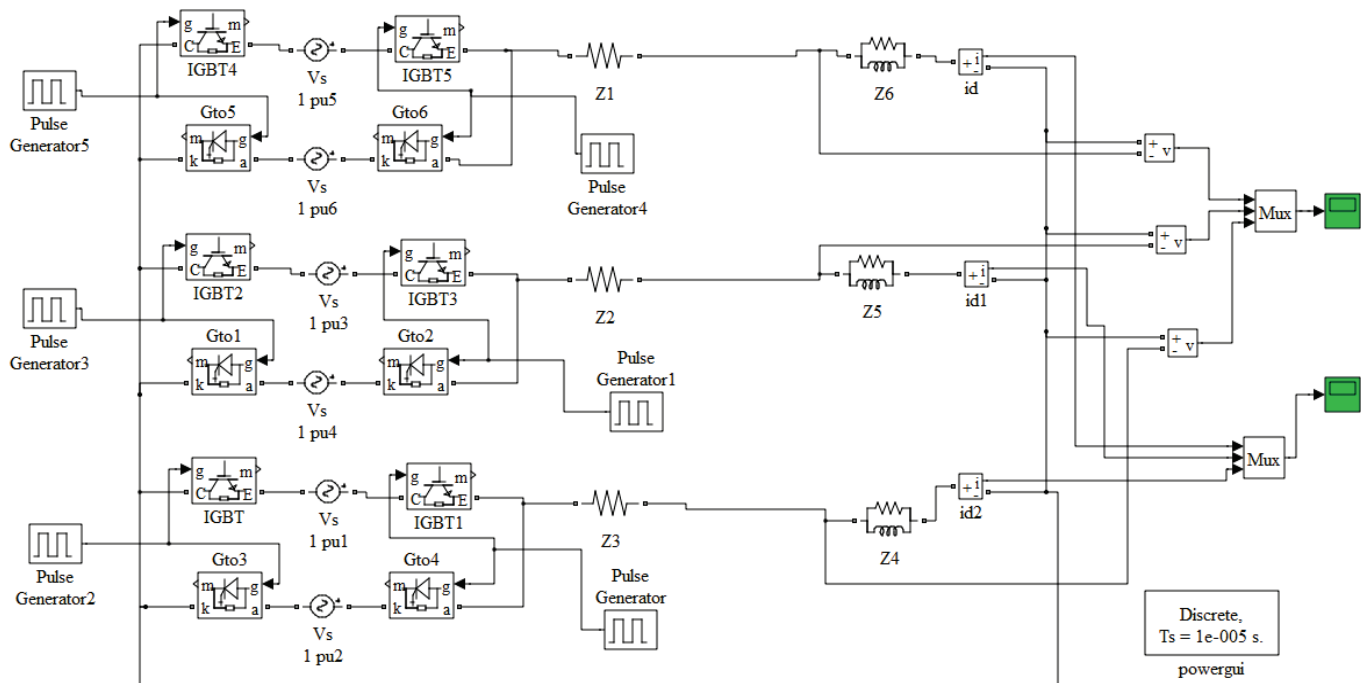 g m
C E
IGBT4
Vs
1 pu5
g m
C E
IGBT5
Z1
Z6
+ i
-
id
Pulse
Generator5
Gto5
m g
k a
Vs
1 pu6
Gto6
m g
k a
Pulse
Generator4
+
- v
Mux
g m
C E
IGBT2
Vs
1 pu3
g m
C E
IGBT3
Z2
Z5
+ i
-
id1
+
- v
Pulse
Generator3
Gto1
m g
k a
Vs
1 pu4
Gto2
m g
k a
Pulse
Generator1
+
- v
Mux
g m
C E
IGBT
Vs
1 pu1
g m
C E
IGBT1
Z3
Z4
+ i
-
id2
Pulse
Generator2
Gto3
m g
k a
Vs
1 pu2
Gto4
m g
k a
Pulse
Generator
Discrete,
Ts = 1e-005 s.
powergui